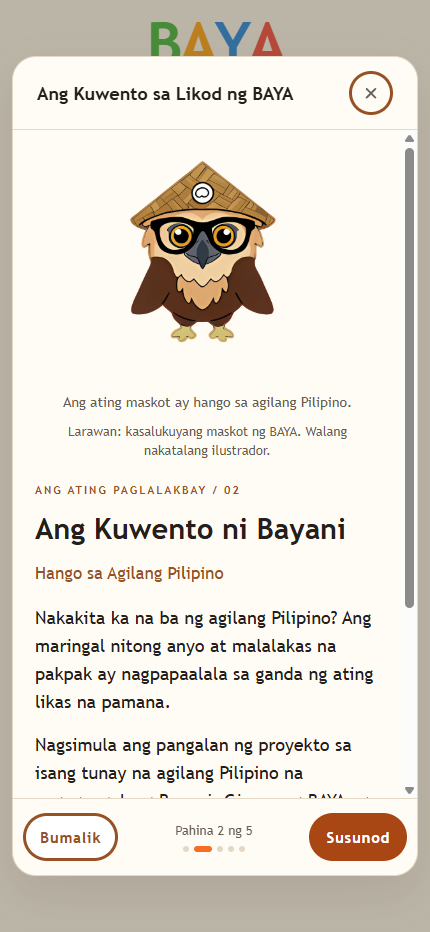 BAYA
Ang Kuwento sa Likod ng BAYA
Ang ating maskot ay hango sa agilang Pilipino.
Larawan: kasalukuyang maskot ng BAYA. Walang
nakatalang ilustrador.
ANG ATING PAGLALAKBAY / 02
Ang Kuwento ni Bayani
Hango sa Agilang Pilipino
Nakakita ka na ba ng agilang Pilipino? Ang
maringal nitong anyo at malalakas na
pakpak ay nagpapaalala sa ganda ng ating
likas na pamana.
Nagsimula ang pangalan ng proyekto sa
isang tunay na agilang Pilipino na
Bumalik
Pahina 2 ng 5
Susunod